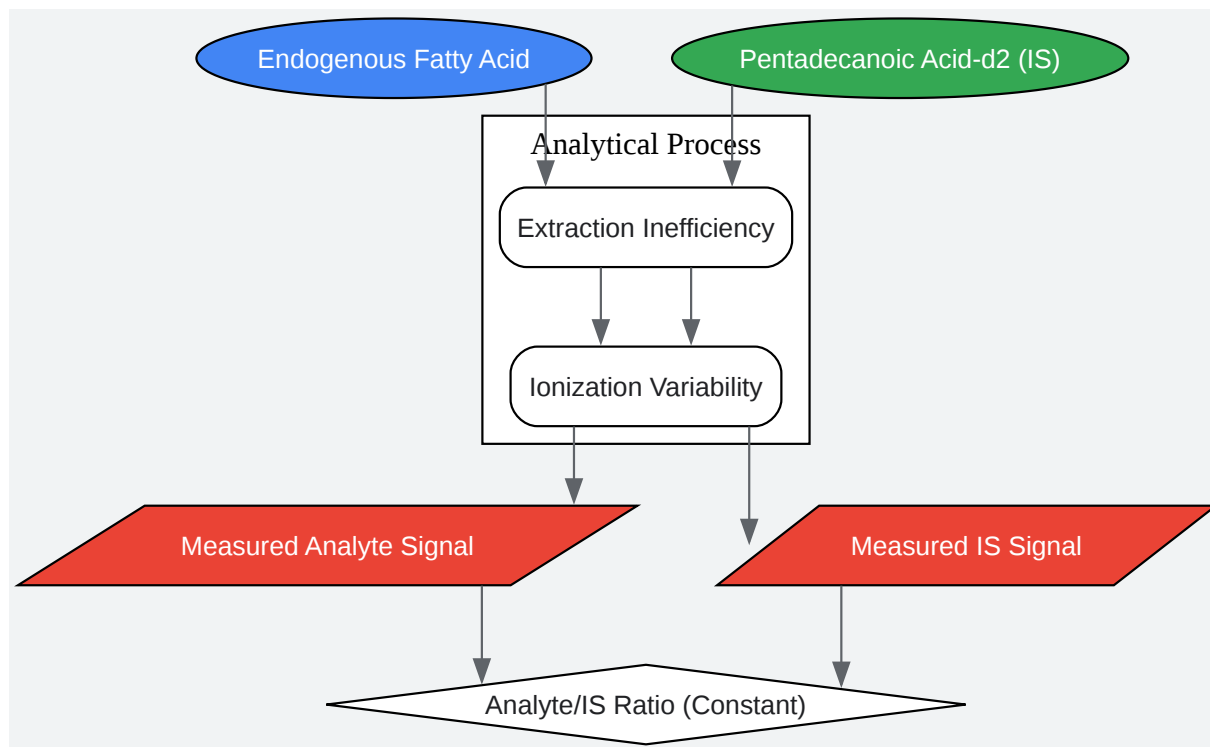 Endogenous Fatty Acid
Pentadecanoic Acid-d2 (IS)
Analytical Process
Extraction Inefficiency
Ionization Variability
Measured Analyte Signal
Measured IS Signal
Analyte/IS Ratio (Constant)